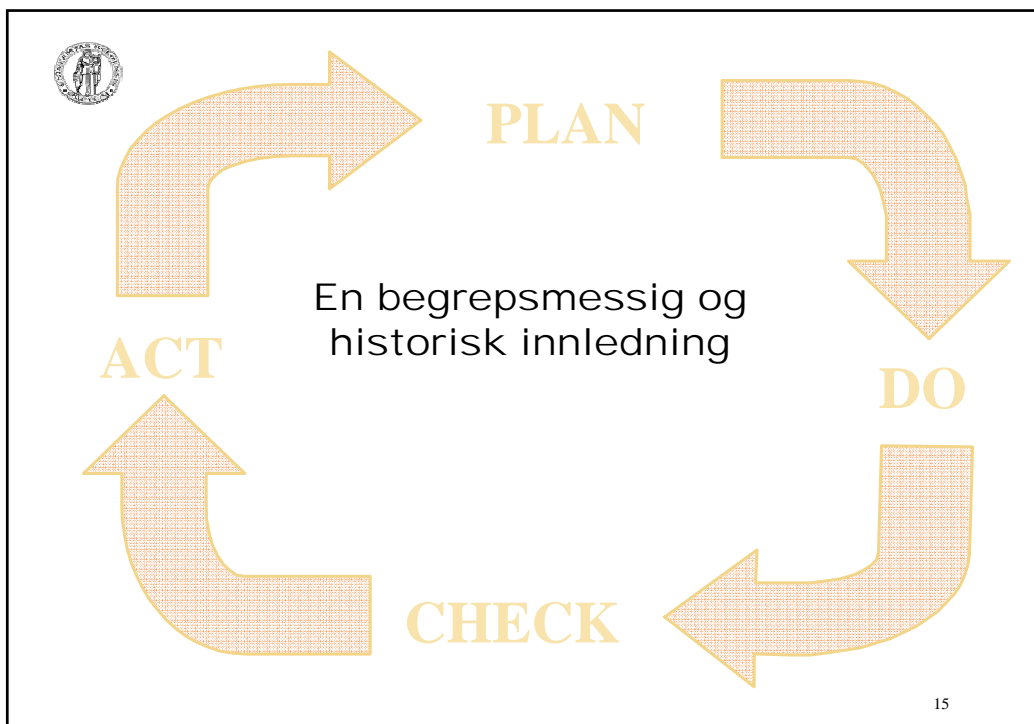 PLAN
En begrepsmessig og
historisk innledning
ACT
DO
CHECK
15